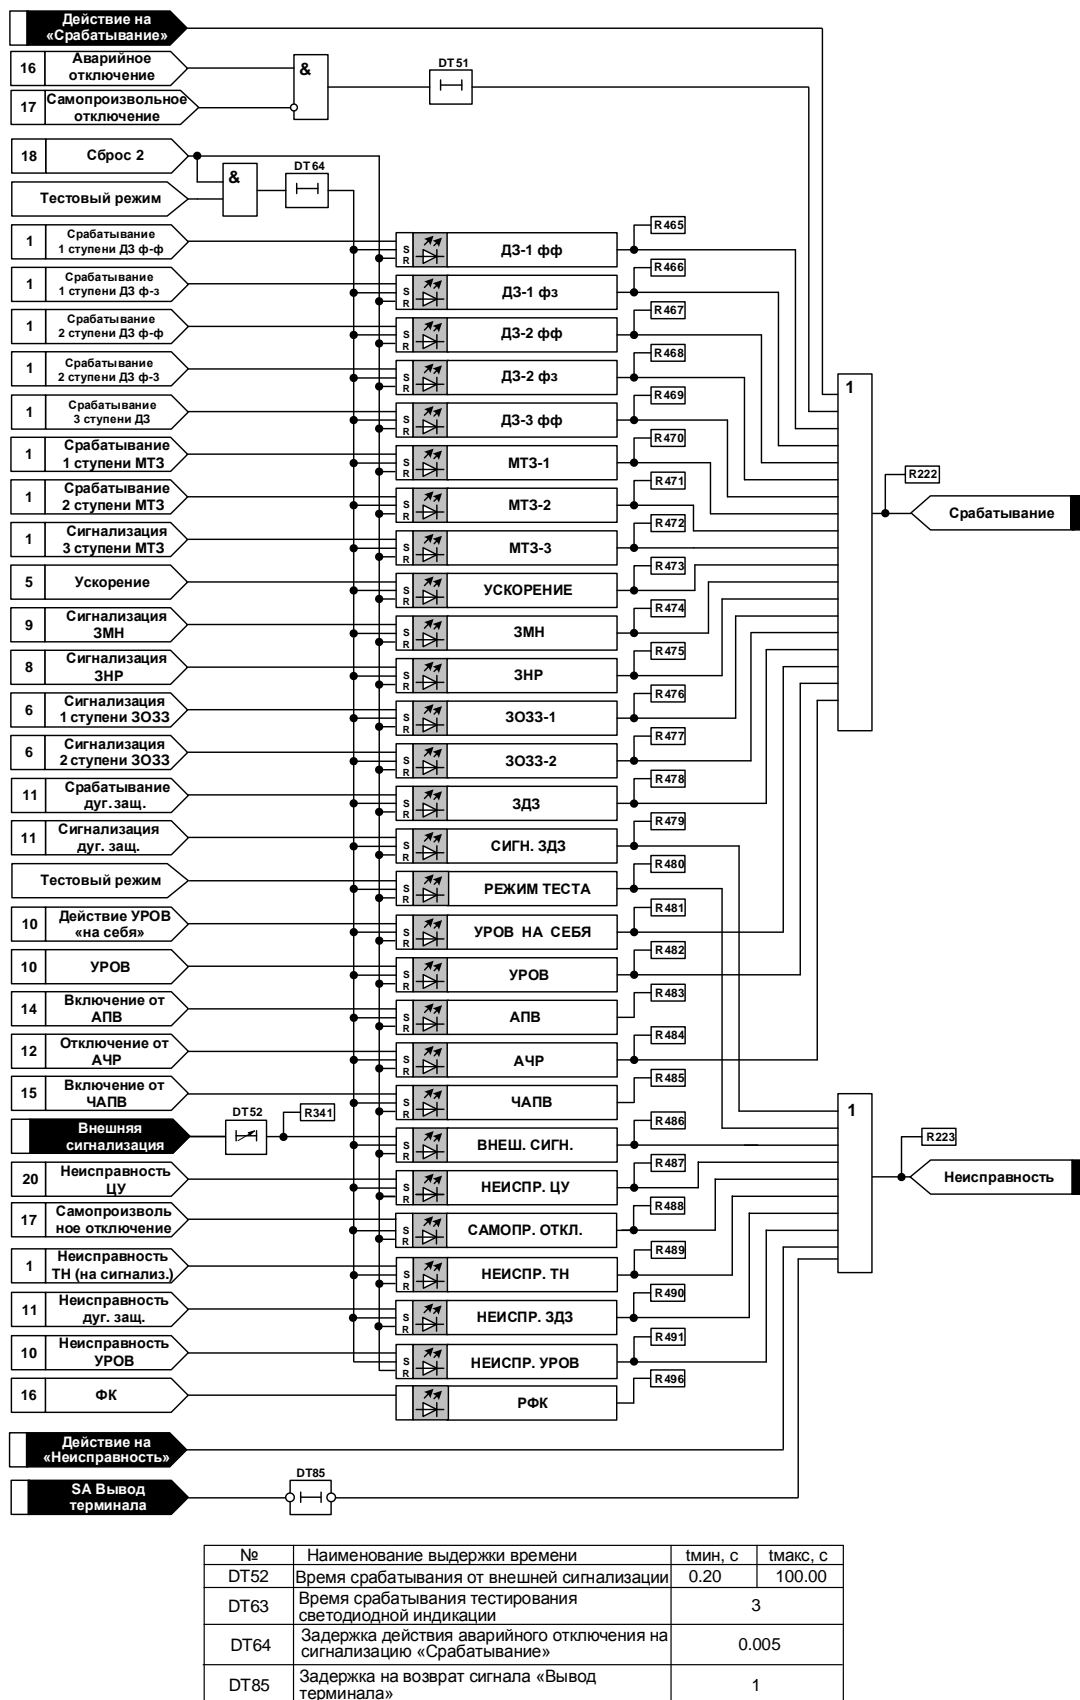 Действие на
«Срабатывание»
16
Аварийное
отключение
17
Самопроизвольное
отключение
&
DT51
18
Сброс 2
Тестовый режим
&
DT64
1
Срабатывание
1 ступени ДЗ ф-ф
S
R
ДЗ-1 фф
R465
1
Срабатывание
1 ступени ДЗ ф-з
S
R
ДЗ-1 фз
R466
1
Срабатывание
2 ступени ДЗ ф-ф
S
R
ДЗ-2 фф
R467
1
Срабатывание
2 ступени ДЗ ф-З
S
R
ДЗ-2 фз
R468
1
Срабатывание
3 ступени ДЗ
S
R
ДЗ-3 фф
R469
1
Срабатывание
1 ступени МТЗ
S
R
МТЗ-1
R470
1
Срабатывание
2 ступени МТЗ
S
R
МТЗ-2
R471
1
Сигнализация
3 ступени МТЗ
S
R
МТЗ-3
R472
5
Ускорение
S
R
УСКОРЕНИЕ
R473
9
Сигнализация
ЗМН
S
R
ЗМН
R474
8
Сигнализация
ЗНР
S
R
ЗНР
R475
6
Сигнализация
1 ступени ЗОЗЗ
S
R
ЗОЗЗ-1
R476
6
Сигнализация
2 ступени ЗОЗЗ
S
R
ЗОЗЗ-2
R477
11
Срабатывание
дуг. защ.
S
R
ЗДЗ
R478
11
Сигнализация
дуг. защ.
S
R
СИГН. ЗДЗ
R479
Тестовый режим
S
R
РЕЖИМ ТЕСТА
R480
10
Действие УРОВ
«на себя»
S
R
УРОВ НА СЕБЯ
R481
10
УРОВ
S
R
УРОВ
R482
14
Включение от
АПВ
S
R
АПВ
R483
12
Отключение от
АЧР
S
R
АЧР
R484
15
Включение от
ЧАПВ
S
R
ЧАПВ
R485
Внешняя
сигнализация
DT52
R341
S
R
ВНЕШ. СИГН.
R486
20
Неисправность
ЦУ
S
R
НЕИСПР. ЦУ
R487
17
Самопроизволь
ное отключение
S
R
САМОПР. ОТКЛ.
R488
1
Неисправность
ТН (на сигнализ.)
S
R
НЕИСПР. ТН
R489
11
Неисправность
дуг. защ.
S
R
НЕИСПР. ЗДЗ
R490
10
Неисправность
УРОВ
S
R
НЕИСПР. УРОВ
R491
16
ФК
РФК
R496
1
R222
Срабатывание
1
R223
Неисправность
Действие на
«Неисправность»
SA Вывод
терминала
DT85
№ Наименование выдержки времени tмин, с tмакс, с
DT52 Время срабатывания от внешней сигнализации 0.20 100.00
DT63 Время срабатывания тестирования
светодиодной индикации 3
DT64 Задержка действия аварийного отключения на
сигнализацию «Срабатывание» 0.005
DT85 Задержка на возврат сигнала «Вывод
терминала» 1